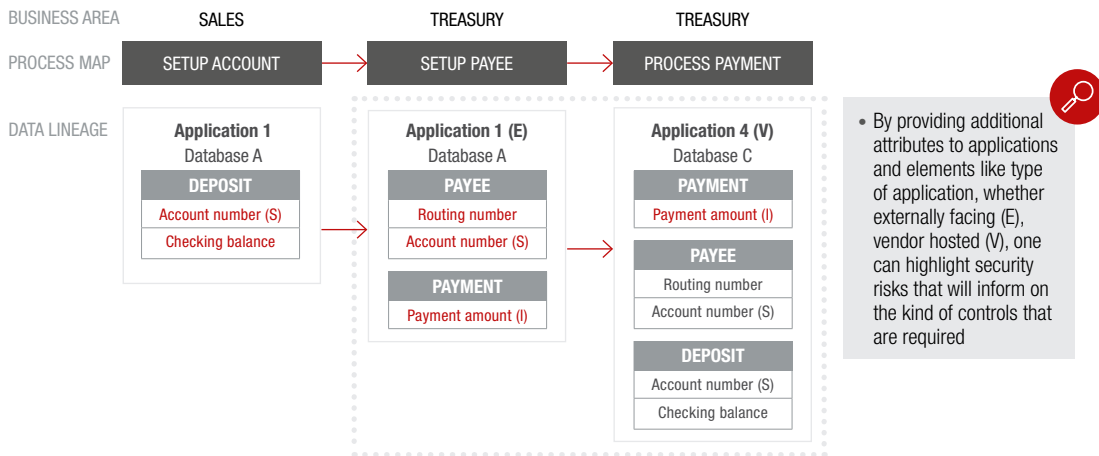 BUSINESS AREA
SALES
TREASURY
TREASURY
PROCESS MAP
SETUP ACCOUNT
SETUP PAYEE
PROCESS PAYMENT
DATA LINEAGE
Application 1
Database A
DEPOSIT
Account number (S)
Checking balance
Application 1 (E)
Database A
PAYEE
Routing number
Account number (S)
PAYMENT
Payment amount (I)
Application 4 (V)
Database C
PAYMENT
Payment amount (I)
PAYEE
Routing number
Account number (S)
DEPOSIT
Account number (S)
Checking balance
• By providing additional
attributes to applications
and elements like type
of application, whether
externally facing (E),
vendor hosted (V), one
can highlight security
risks that will inform on
the kind of controls that
are required